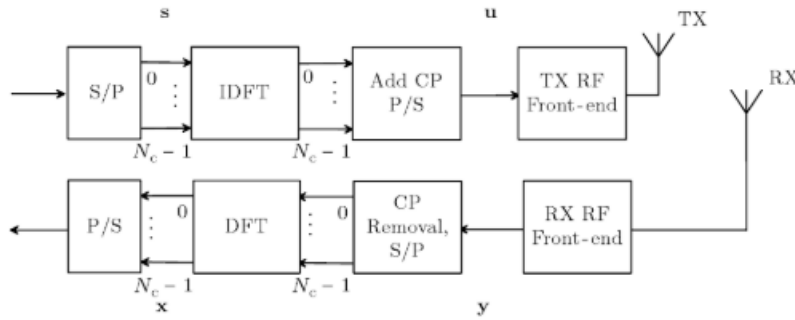 s
u
TX
RX
S/P
0
⋮
N_c − 1
IDFT
0
⋮
N_c − 1
Add CP
P/S
TX RF
Front-end
P/S
0
⋮
N_c − 1
DFT
0
⋮
N_c − 1
CP
Removal,
S/P
RX RF
Front-end
x
y